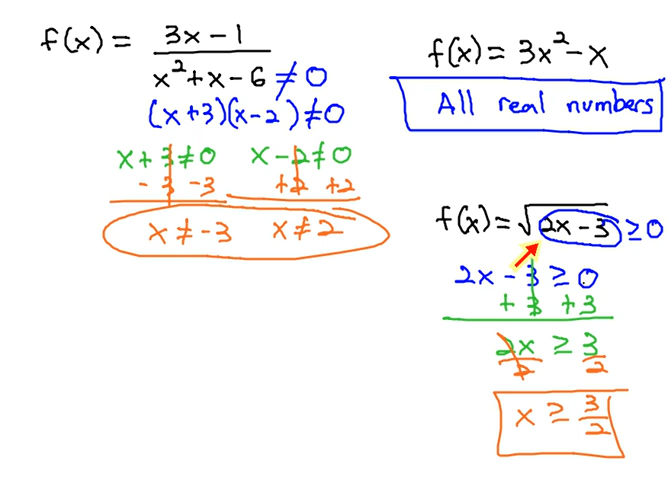 f(x) = (3x − 1)/(x² + x − 6) ≠ 0
(x + 3)(x − 2) ≠ 0
x + 3 ≠ 0 x − 2 ≠ 0
− 3 − 3 + 2 + 2
x ≠ −3 x ≠ 2
f(x) = 3x² − x
All real numbers
f(x) = √(2x − 3) ≥ 0
2x − 3 ≥ 0
+ 3 + 3
2x/2 ≥ 3/2
x ≥ 3/2